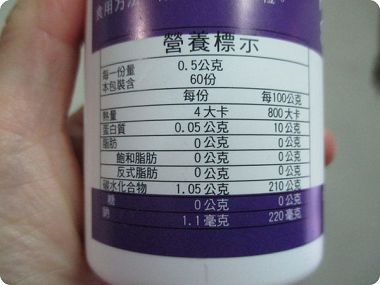 食用方法
營養標示
每一份量 0.5公克
本包裝含 60份
每份 每100公克
熱量 4大卡 800大卡
蛋白質 0.05公克 10公克
脂肪 0公克 0公克
飽和脂肪 0公克 0公克
反式脂肪 0公克 0公克
碳水化合物 1.05公克 210公克
糖 0公克 0公克
鈉 1.1毫克 220毫克